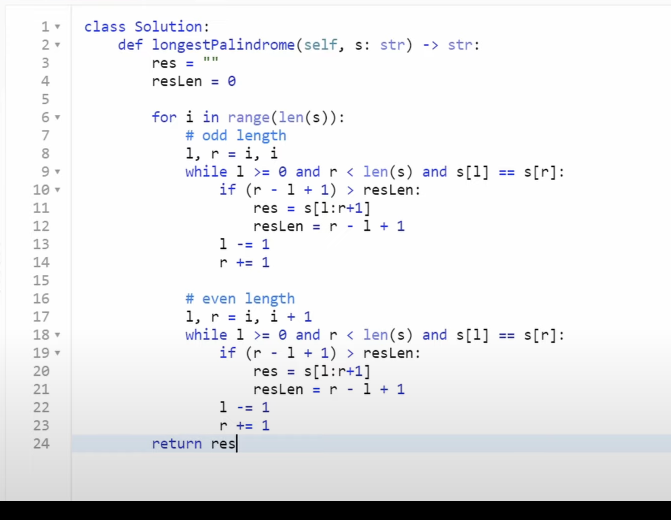 1 class Solution:
2     def longestPalindrome(self, s: str) -> str:
3         res = ""
4         resLen = 0
5
6         for i in range(len(s)):
7             # odd length
8             l, r = i, i
9             while l >= 0 and r < len(s) and s[l] == s[r]:
10                 if (r - l + 1) > resLen:
11                     res = s[l:r+1]
12                     resLen = r - l + 1
13                 l -= 1
14                 r += 1
15
16             # even length
17             l, r = i, i + 1
18             while l >= 0 and r < len(s) and s[l] == s[r]:
19                 if (r - l + 1) > resLen:
20                     res = s[l:r+1]
21                     resLen = r - l + 1
22                 l -= 1
23                 r += 1
24         return res